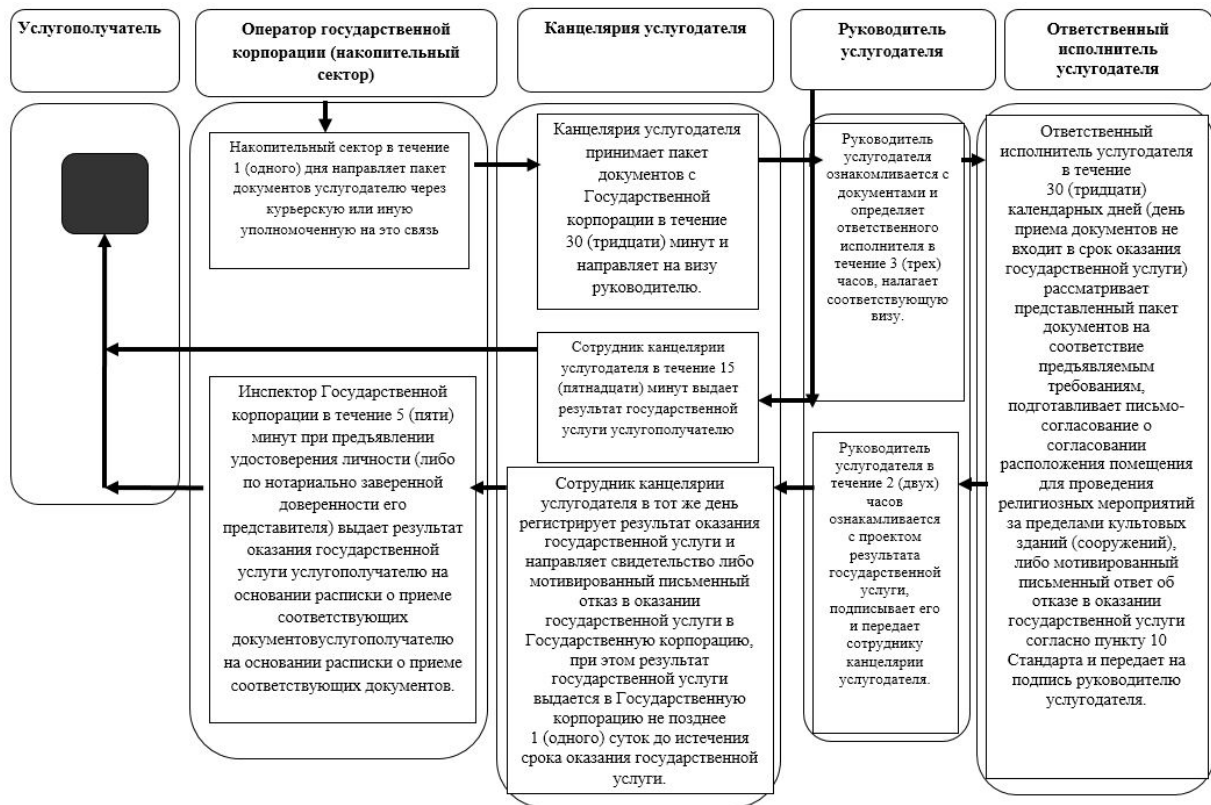 Услугополучатель
Оператор государственной
корпорации (накопительный
сектор)
Канцелярия услугодателя
Руководитель
услугодателя
Ответственный
исполнитель
услугодателя
Накопительный сектор в течение
1 (одного) дня направляет пакет
документов услугодателю через
курьерскую или иную
уполномоченную на это связь
Канцелярия услугодателя
принимает пакет
документов с
Государственной
корпорации в течение
30 (тридцати) минут и
направляет на визу
руководителю.
Руководитель
услугодателя
ознакомливается с
документами и
определяет
ответственного
исполнителя в
течение 3 (трех)
часов, налагает
соответствующую
визу.
Ответственный
исполнитель услугодателя
в течение
30 (тридцати)
календарных дней (день
приема документов не
входит в срок оказания
государственной услуги)
рассматривает
представленный пакет
документов на
соответствие
предъявляемым
требованиям,
подготавливает письмо-
согласование о
согласовании
расположения помещения
для проведения
религиозных мероприятий
за пределами культовых
зданий (сооружений),
либо мотивированный
письменный ответ об
отказе в оказании
государственной услуги
согласно пункту 10
Стандарта и передает на
подпись руководителю
услугодателя.
Сотрудник канцелярии
услугодателя в течение 15
(пятнадцати) минут выдает
результат государственной
услуги услугополучателю
Инспектор Государственной
корпорации в течение 5 (пяти)
минут при предъявлении
удостоверения личности (либо
по нотариально заверенной
доверенности его
представителя) выдает результат
оказания государственной
услуги услугополучателю на
основании расписки о приеме
соответствующих
документовуслугополучателю
на основании расписки о приеме
соответствующих документов.
Сотрудник канцелярии
услугодателя в тот же день
регистрирует результат оказания
государственной услуги и
направляет свидетельство либо
мотивированный письменный
отказ в оказании
государственной услуги в
Государственную корпорацию,
при этом результат
государственной услуги
выдается в Государственную
корпорацию не позднее
1 (одного) суток до истечения
срока оказания государственной
услуги.
Руководитель
услугодателя в
течение 2 (двух)
часов
ознакамливается
с проектом
результата
государственной
услуги,
подписывает его
и передает
сотруднику
канцелярии
услугодателя.